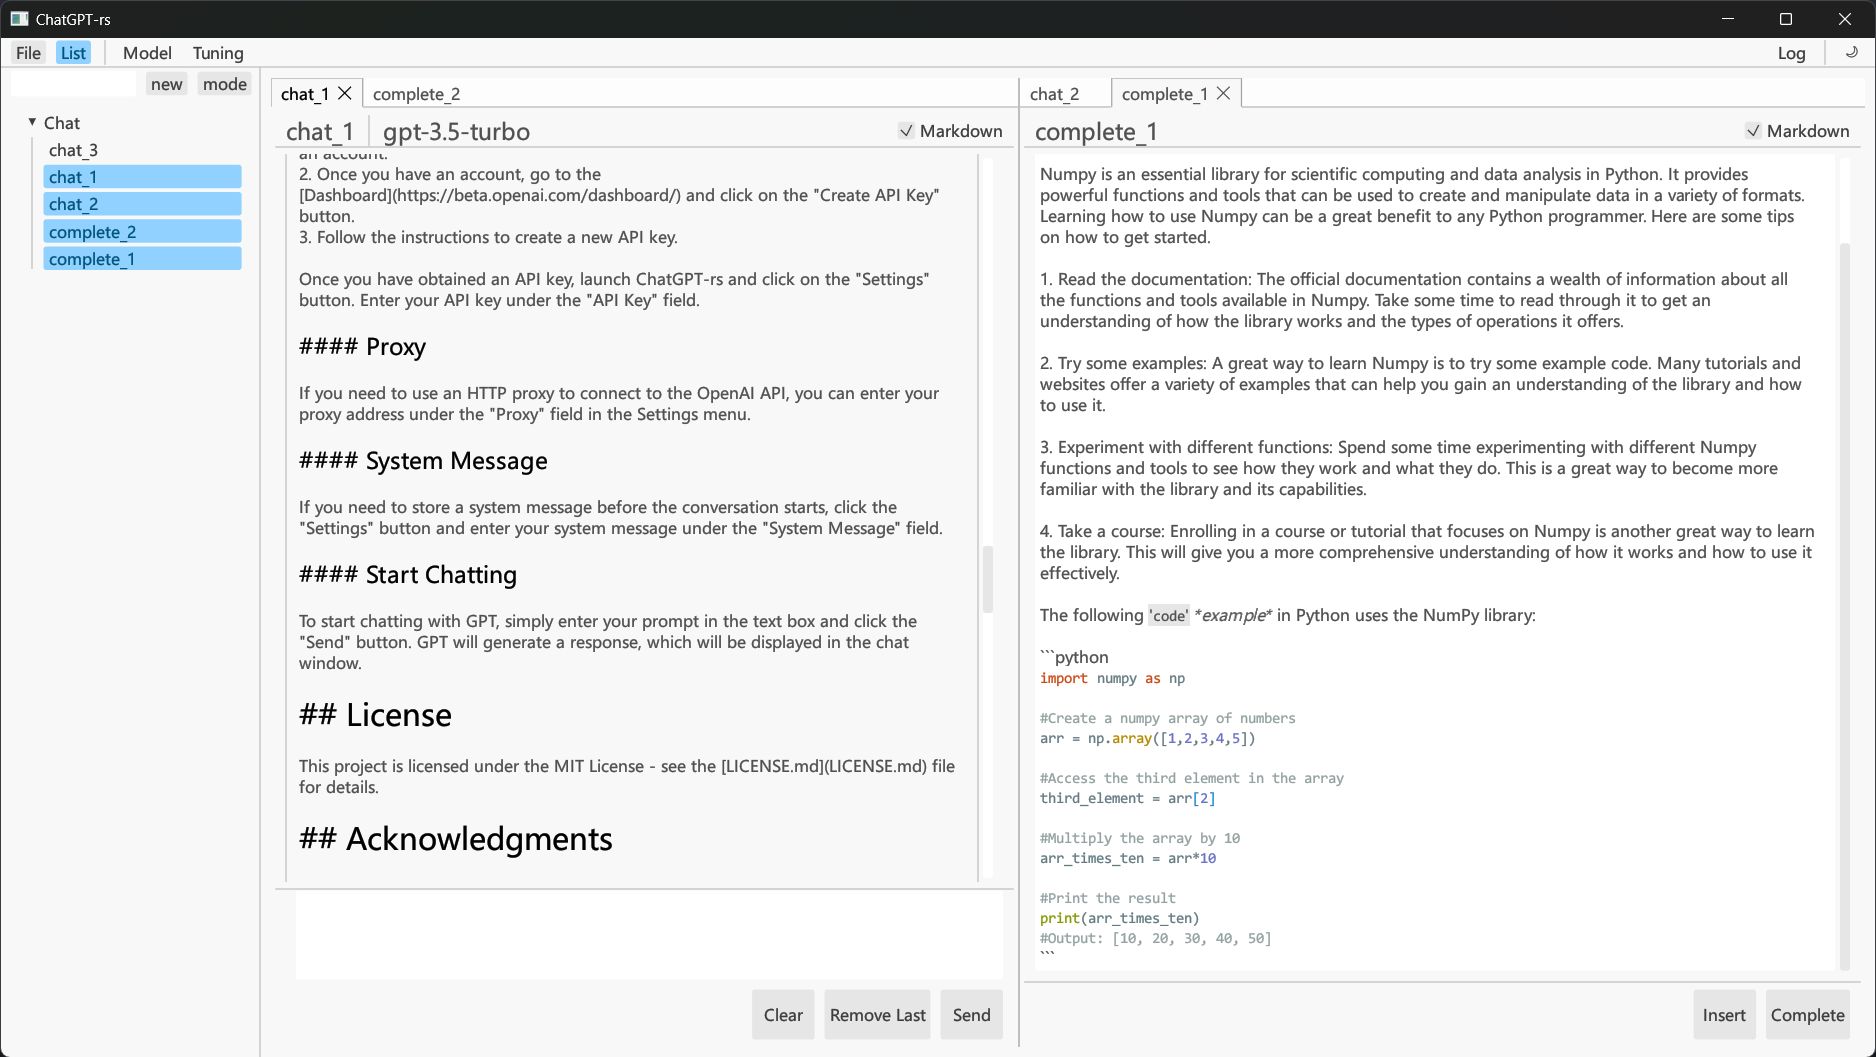 ChatGPT-rs
File List Model Tuning Log
new mode
Chat
chat_3
chat_1
chat_2
complete_2
complete_1
chat_1 complete_2
chat_1 gpt-3.5-turbo Markdown
an account.
2. Once you have an account, go to the
[Dashboard](https://beta.openai.com/dashboard/) and click on the "Create API Key"
button.
3. Follow the instructions to create a new API key.
Once you have obtained an API key, launch ChatGPT-rs and click on the "Settings"
button. Enter your API key under the "API Key" field.
#### Proxy
If you need to use an HTTP proxy to connect to the OpenAI API, you can enter your
proxy address under the "Proxy" field in the Settings menu.
#### System Message
If you need to store a system message before the conversation starts, click the
"Settings" button and enter your system message under the "System Message" field.
#### Start Chatting
To start chatting with GPT, simply enter your prompt in the text box and click the
"Send" button. GPT will generate a response, which will be displayed in the chat
window.
## License
This project is licensed under the MIT License - see the [LICENSE.md](LICENSE.md) file
for details.
## Acknowledgments
Clear Remove Last Send
chat_2 complete_1
complete_1 Markdown
Numpy is an essential library for scientific computing and data analysis in Python. It provides
powerful functions and tools that can be used to create and manipulate data in a variety of formats.
Learning how to use Numpy can be a great benefit to any Python programmer. Here are some tips
on how to get started.
1. Read the documentation: The official documentation contains a wealth of information about all
the functions and tools available in Numpy. Take some time to read through it to get an
understanding of how the library works and the types of operations it offers.
2. Try some examples: A great way to learn Numpy is to try some example code. Many tutorials and
websites offer a variety of examples that can help you gain an understanding of the library and how
to use it.
3. Experiment with different functions: Spend some time experimenting with different Numpy
functions and tools to see how they work and what they do. This is a great way to become more
familiar with the library and its capabilities.
4. Take a course: Enrolling in a course or tutorial that focuses on Numpy is another great way to learn
the library. This will give you a more comprehensive understanding of how it works and how to use it
effectively.
The following `code` *example* in Python uses the NumPy library:
```python
import numpy as np
#Create a numpy array of numbers
arr = np.array([1,2,3,4,5])
#Access the third element in the array
third_element = arr[2]
#Multiply the array by 10
arr_times_ten = arr*10
#Print the result
print(arr_times_ten)
#Output: [10, 20, 30, 40, 50]
```
Insert Complete